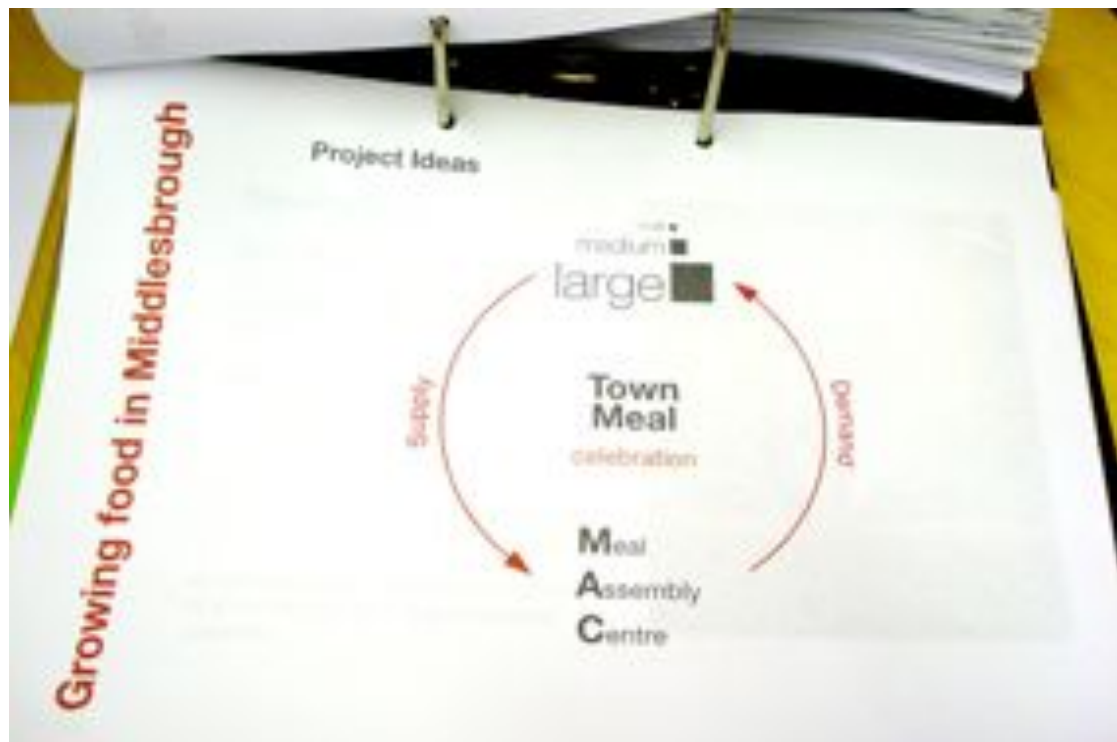 Growing food in Middlesbrough
Project Ideas
medium
large
Supply
Demand
Town
Meal
celebration
Meal
Assembly
Centre